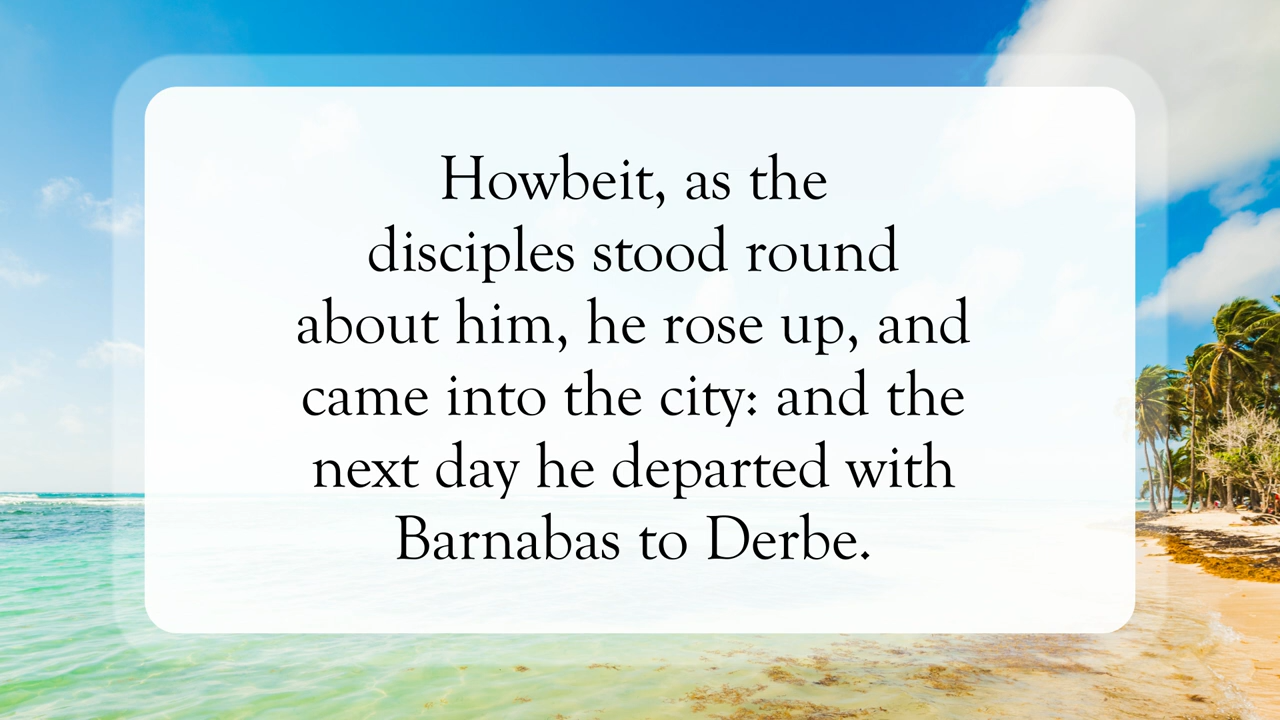 Howbeit, as the
disciples stood round
about him, he rose up, and
came into the city: and the
next day he departed with
Barnabas to Derbe.